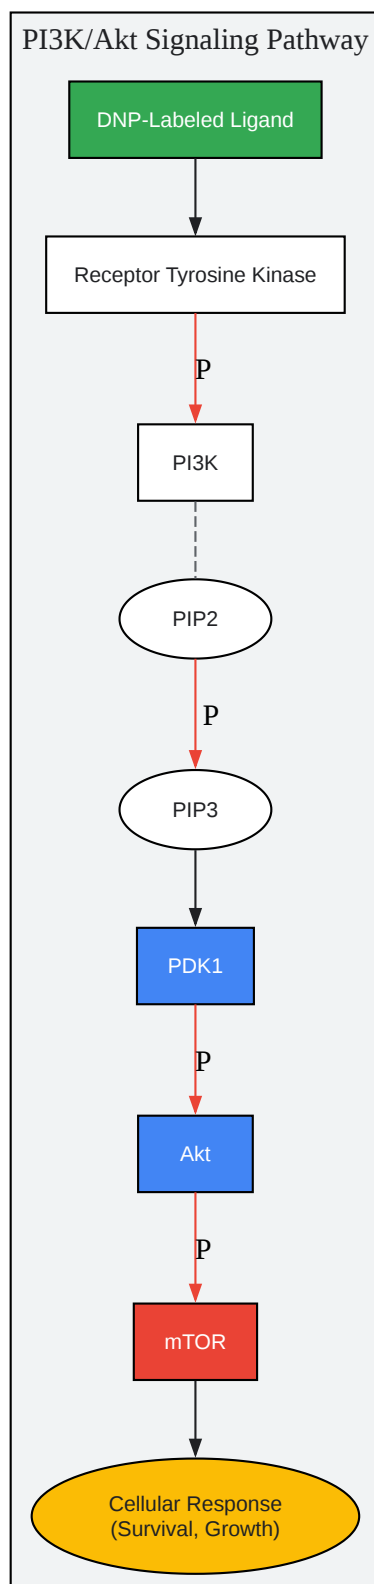 PI3K/Akt Signaling Pathway
DNP-Labeled Ligand
Receptor Tyrosine Kinase
P
PI3K
PIP2
P
PIP3
PDK1
P
Akt
P
mTOR
Cellular Response
(Survival, Growth)